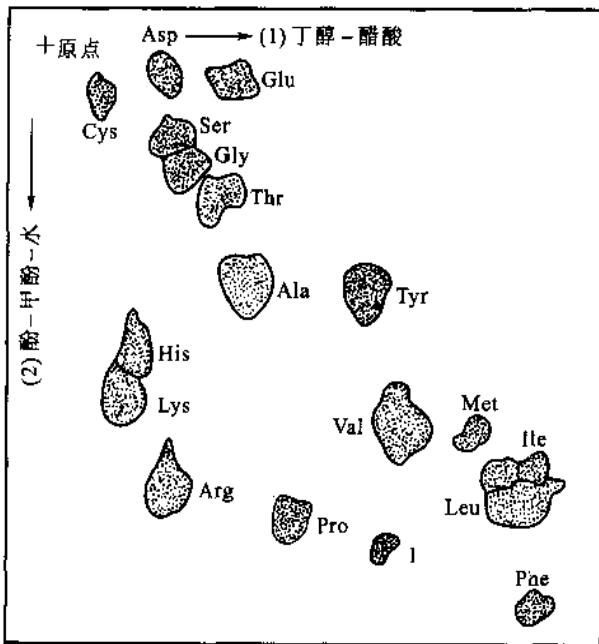 十原点
Asp
(1)丁醇-醋酸
Glu
Cys
Ser
Gly
Thr
(2)酚-甲酚-水
Ala
Tyr
His
Lys
Val
Met
Ile
Arg
Leu
Pro
1
Phe